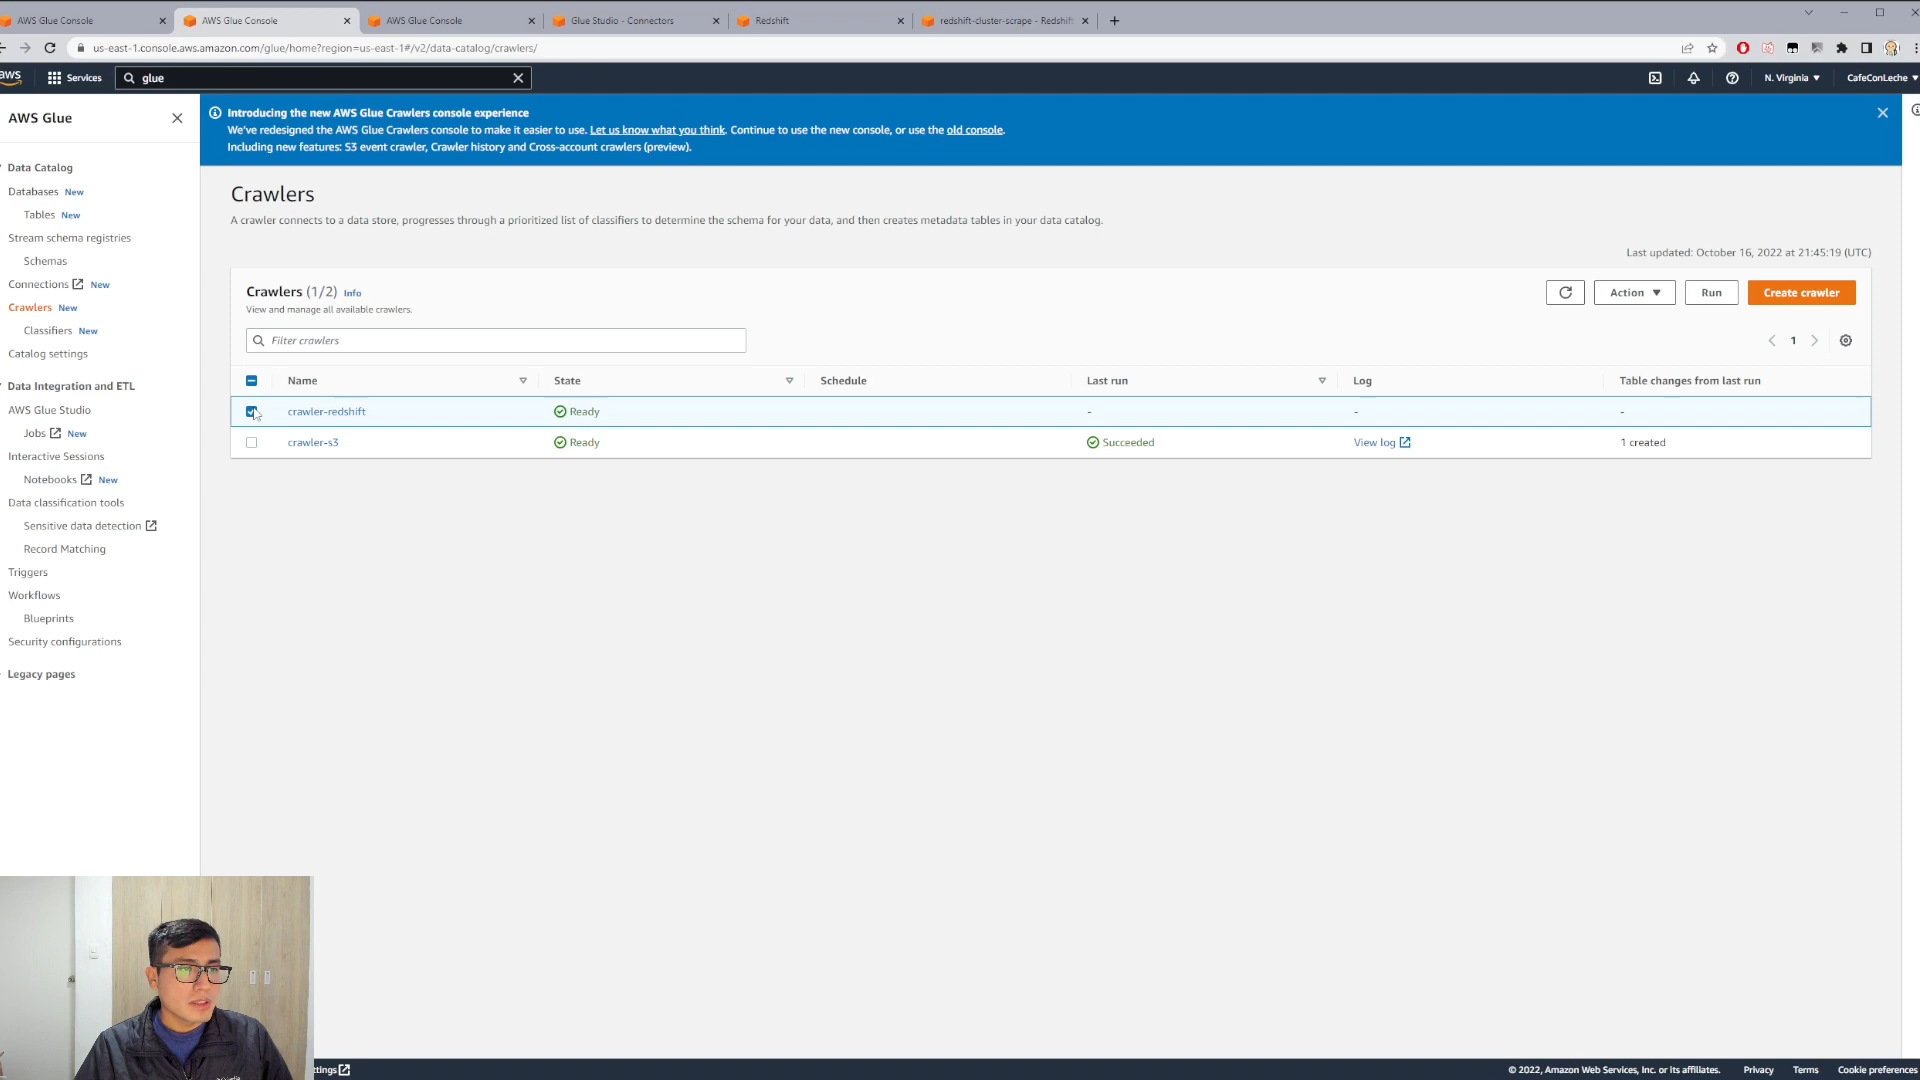 AWS Glue Console
AWS Glue Console
AWS Glue Console
Glue Studio - Connectors
Redshift
redshift-cluster-scrape - Redshift
us-east-1.console.aws.amazon.com/glue/home?region=us-east-1#/v2/data-catalog/crawlers/
aws
Services
glue
N. Virginia
CafeConLeche
AWS Glue
Data Catalog
Databases New
Tables New
Stream schema registries
Schemas
Connections New
Crawlers New
Classifiers New
Catalog settings
Data Integration and ETL
AWS Glue Studio
Jobs New
Interactive Sessions
Notebooks New
Data classification tools
Sensitive data detection
Record Matching
Triggers
Workflows
Blueprints
Security configurations
Legacy pages
Introducing the new AWS Glue Crawlers console experience
We've redesigned the AWS Glue Crawlers console to make it easier to use. Let us know what you think. Continue to use the new console, or use the old console.
Including new features: S3 event crawler, Crawler history and Cross-account crawlers (preview).
Crawlers
A crawler connects to a data store, progresses through a prioritized list of classifiers to determine the schema for your data, and then creates metadata tables in your data catalog.
Last updated: October 16, 2022 at 21:45:19 (UTC)
Crawlers (1/2) Info
View and manage all available crawlers.
Action
Run
Create crawler
Filter crawlers
1
Name State Schedule Last run Log Table changes from last run
crawler-redshift Ready - - -
crawler-s3 Ready Succeeded View log 1 created
ttings
© 2022, Amazon Web Services, Inc. or its affiliates. Privacy Terms Cookie preferences